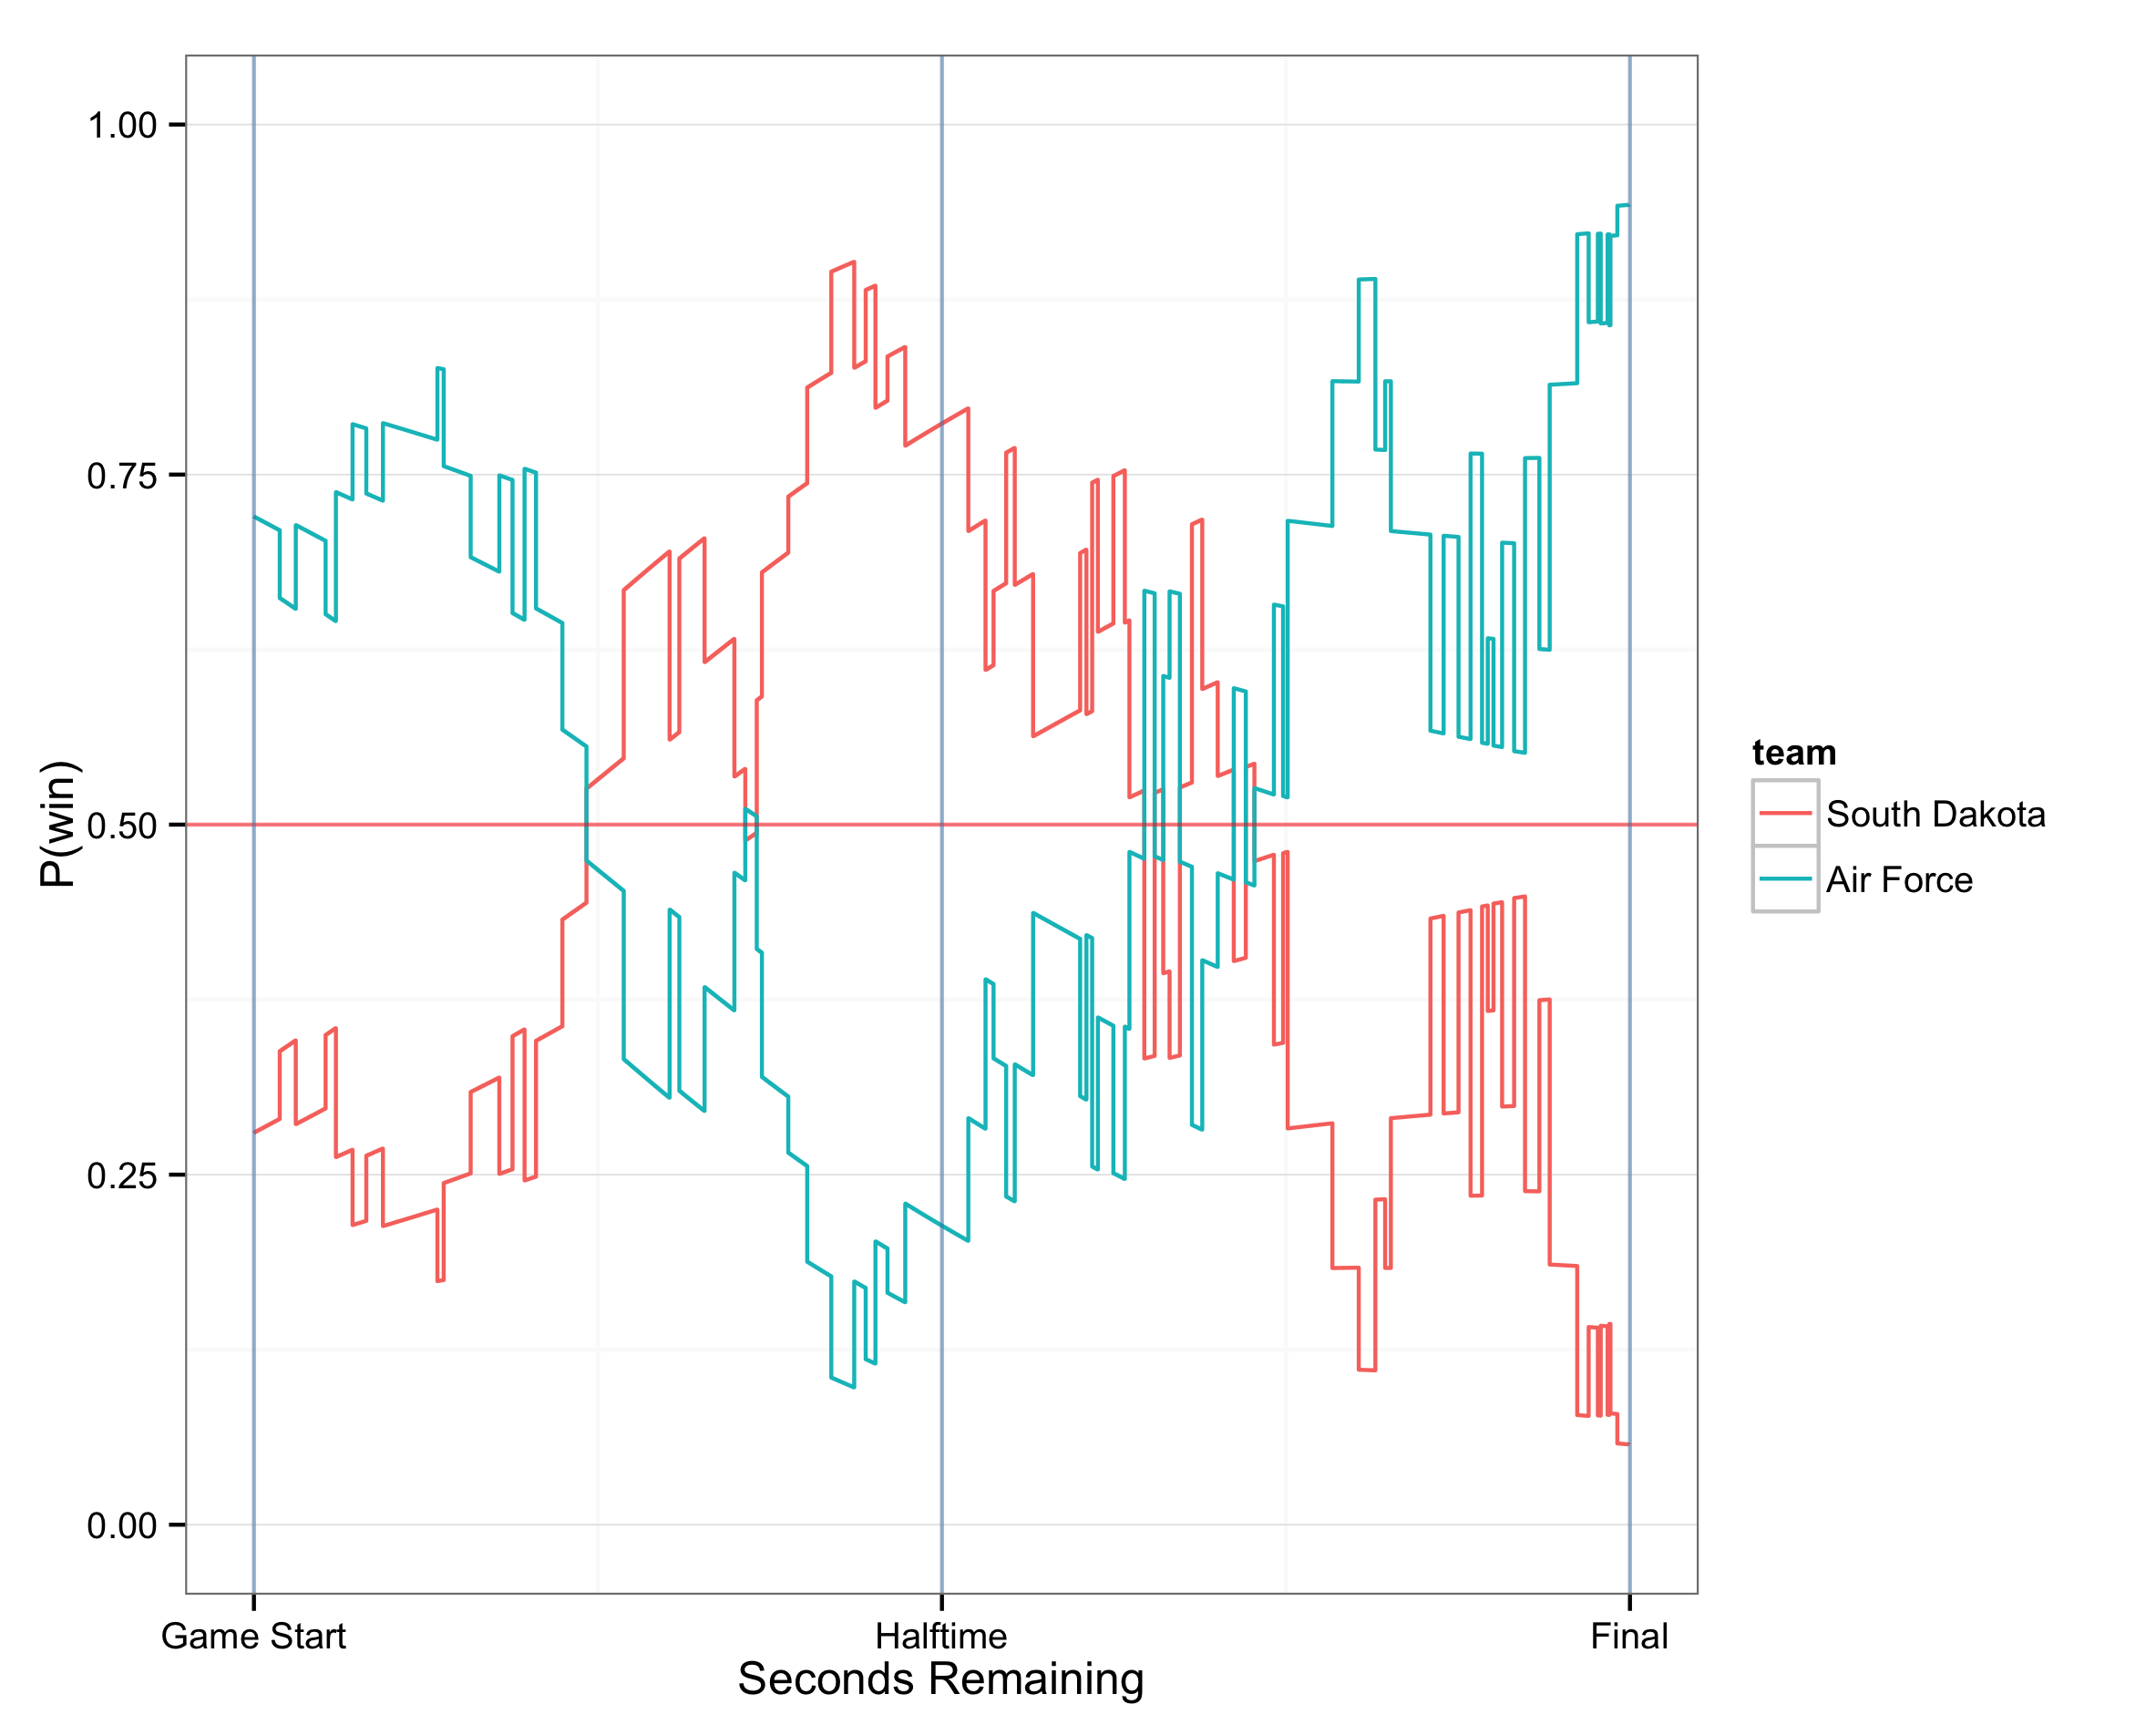 1.00
0.75
0.50
0.25
0.00
P(win)
Game Start
Halftime
Final
Seconds Remaining
team
South Dakota
Air Force